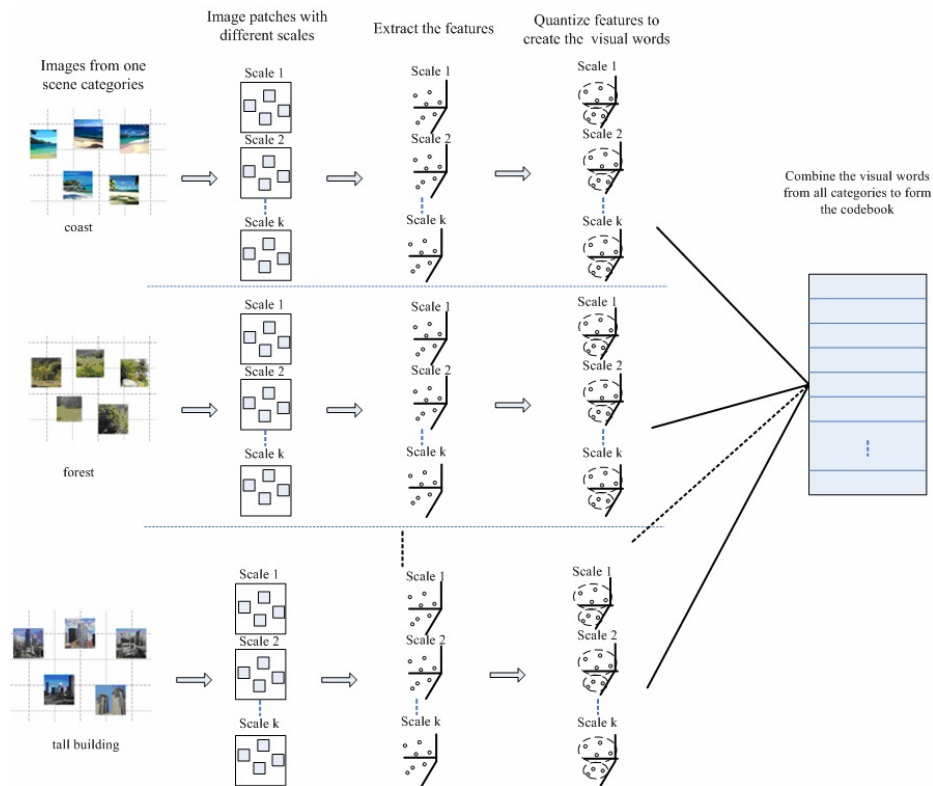 Image patches with
different scales
Extract the features
Quantize features to
create the visual words
Images from one
scene categories
Scale 1
Scale 1
Scale 1
Scale 2
Scale 2
Scale 2
Combine the visual words
from all categories to form
the codebook
coast
Scale k
Scale k
Scale k
Scale 1
Scale 1
Scale 1
Scale 2
Scale 2
Scale 2
forest
Scale k
Scale k
Scale k
Scale 1
Scale 1
Scale 1
Scale 2
Scale 2
Scale 2
tall building
Scale k
Scale k
Scale k